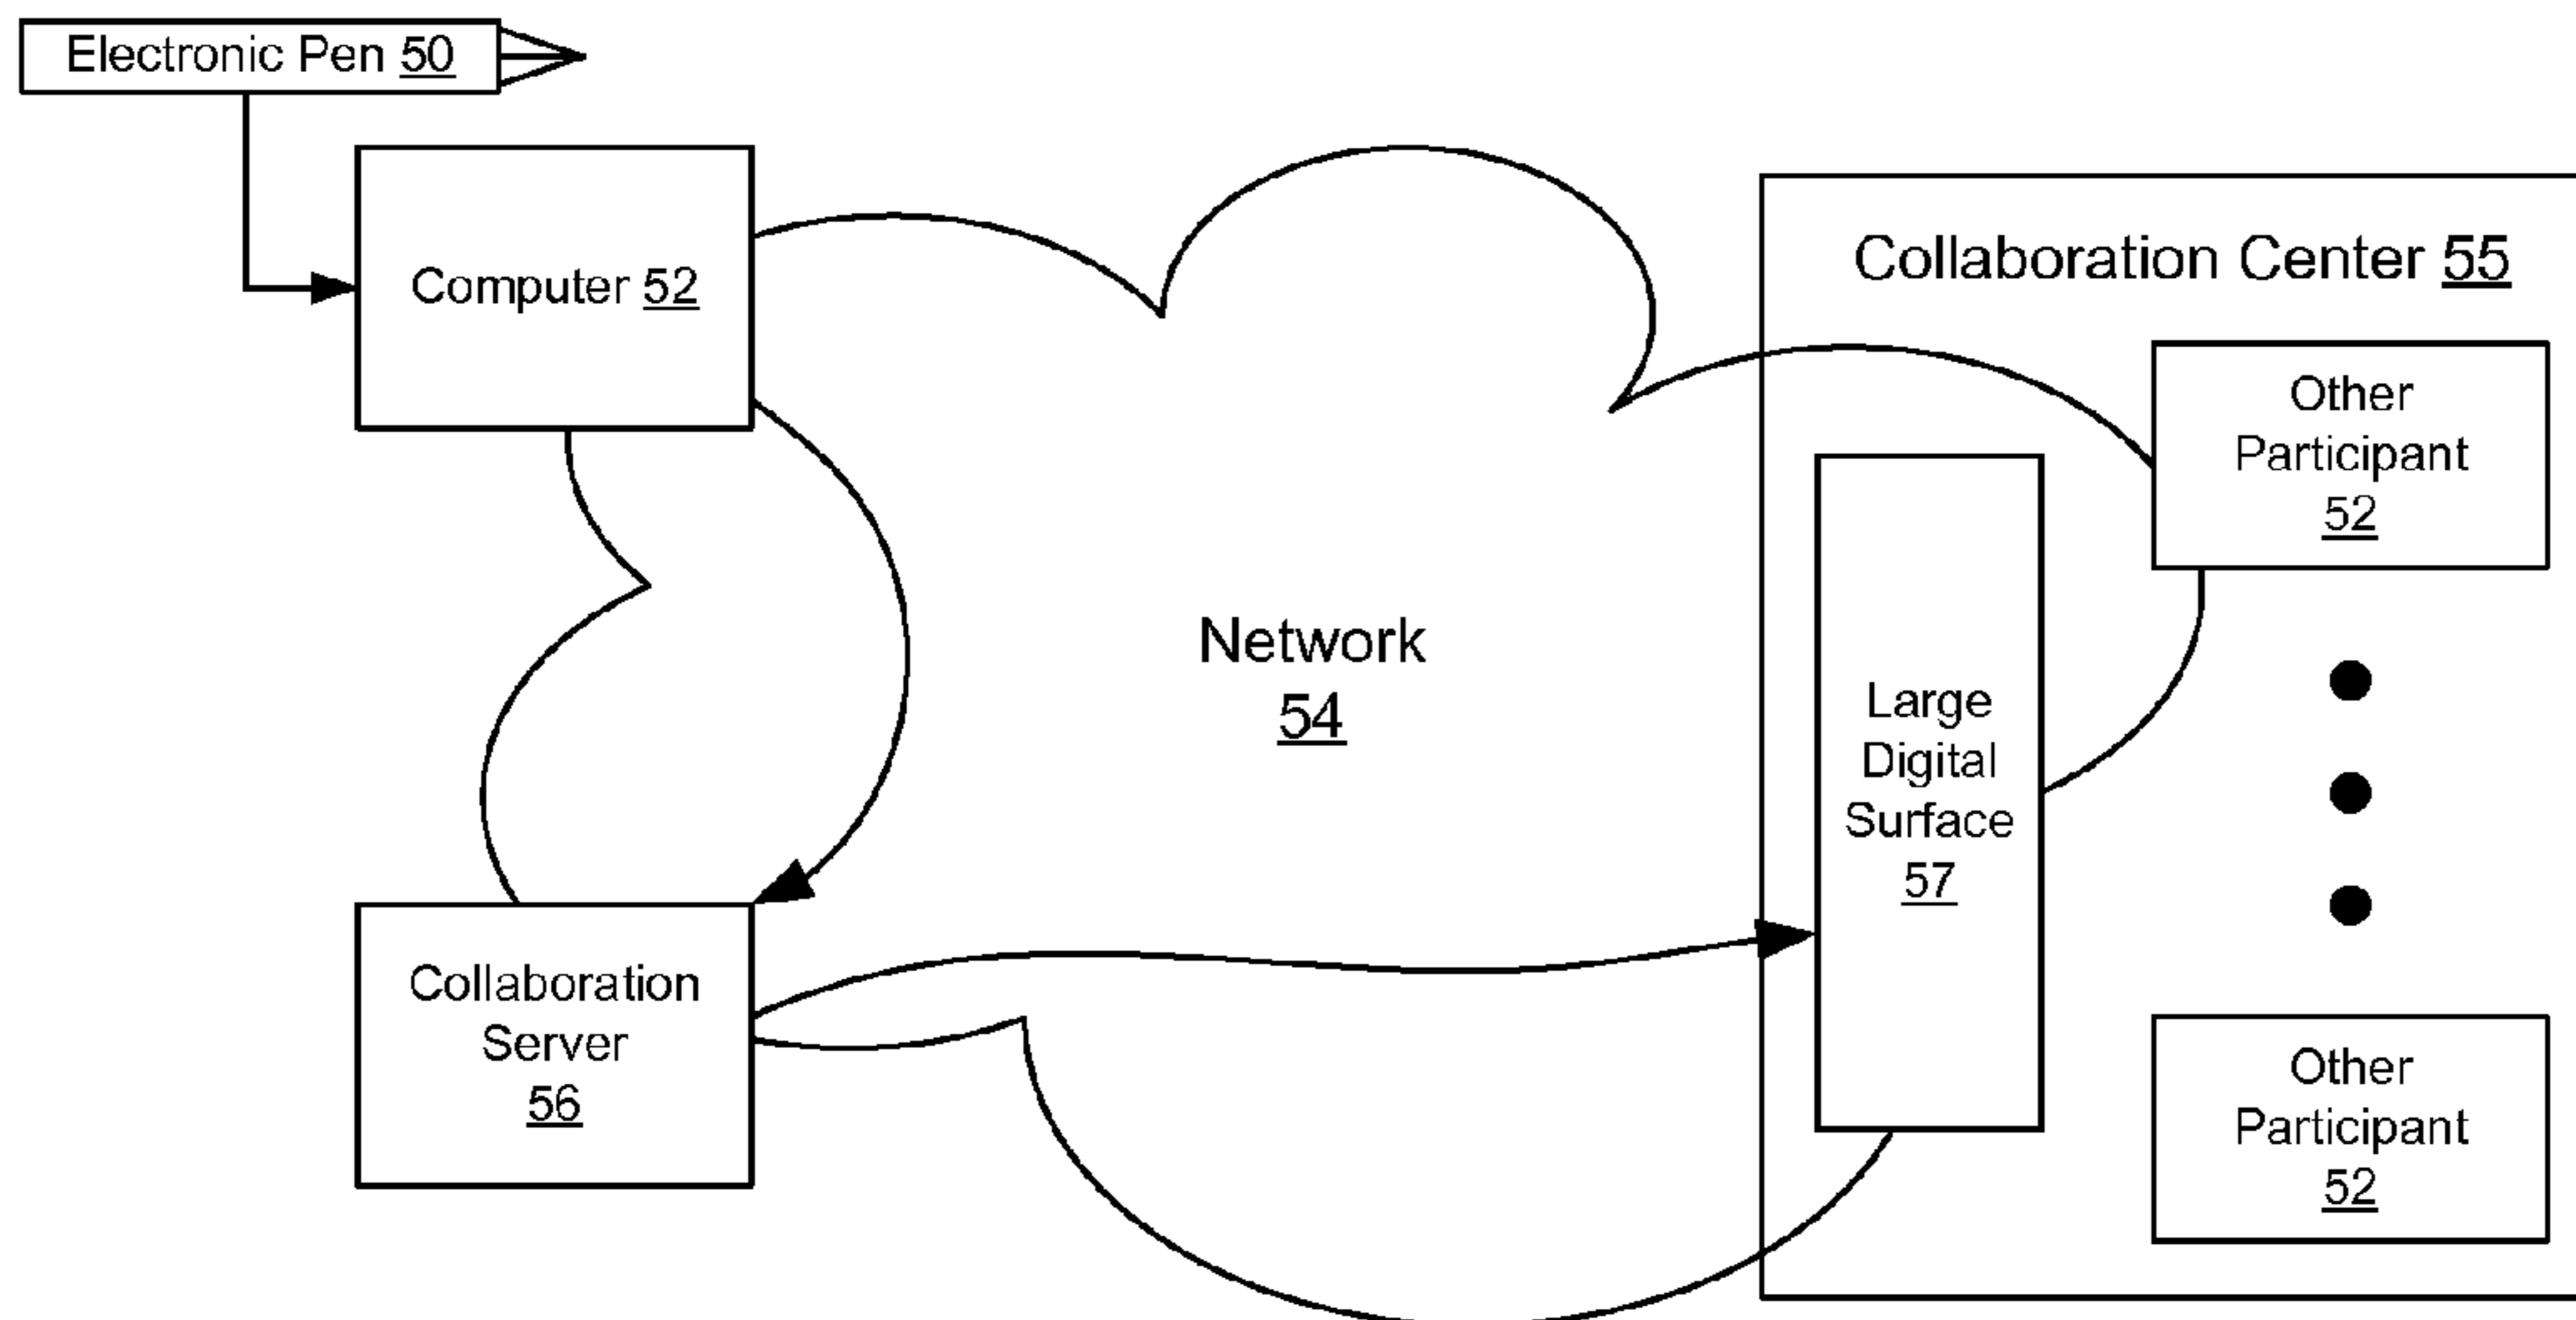 Electronic Pen 50
Computer 52
Collaboration Center 55
Other
Participant
52
Network
54
Large
Digital
Surface
57
Collaboration
Server
56
Other
Participant
52